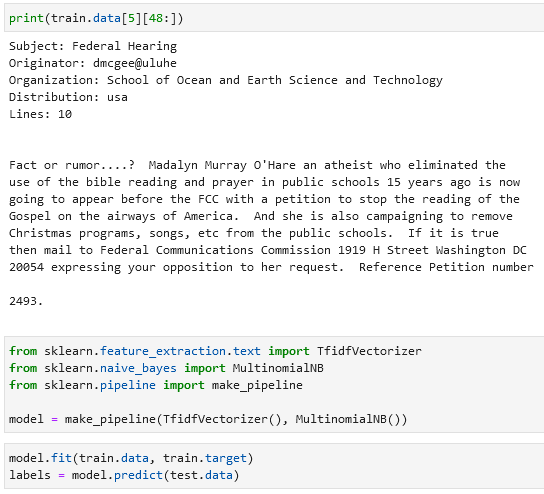 print(train.data[5][48:])
Subject: Federal Hearing
Originator: dmcgee@uluhe
Organization: School of Ocean and Earth Science and Technology
Distribution: usa
Lines: 10
Fact or rumor....?  Madalyn Murray O'Hare an atheist who eliminated the
use of the bible reading and prayer in public schools 15 years ago is now
going to appear before the FCC with a petition to stop the reading of the
Gospel on the airways of America.  And she is also campaigning to remove
Christmas programs, songs, etc from the public schools.  If it is true
then mail to Federal Communications Commission 1919 H Street Washington DC
20054 expressing your opposition to her request.  Reference Petition number
2493.
from sklearn.feature_extraction.text import TfidfVectorizer
from sklearn.naive_bayes import MultinomialNB
from sklearn.pipeline import make_pipeline
model = make_pipeline(TfidfVectorizer(), MultinomialNB())
model.fit(train.data, train.target)
labels = model.predict(test.data)